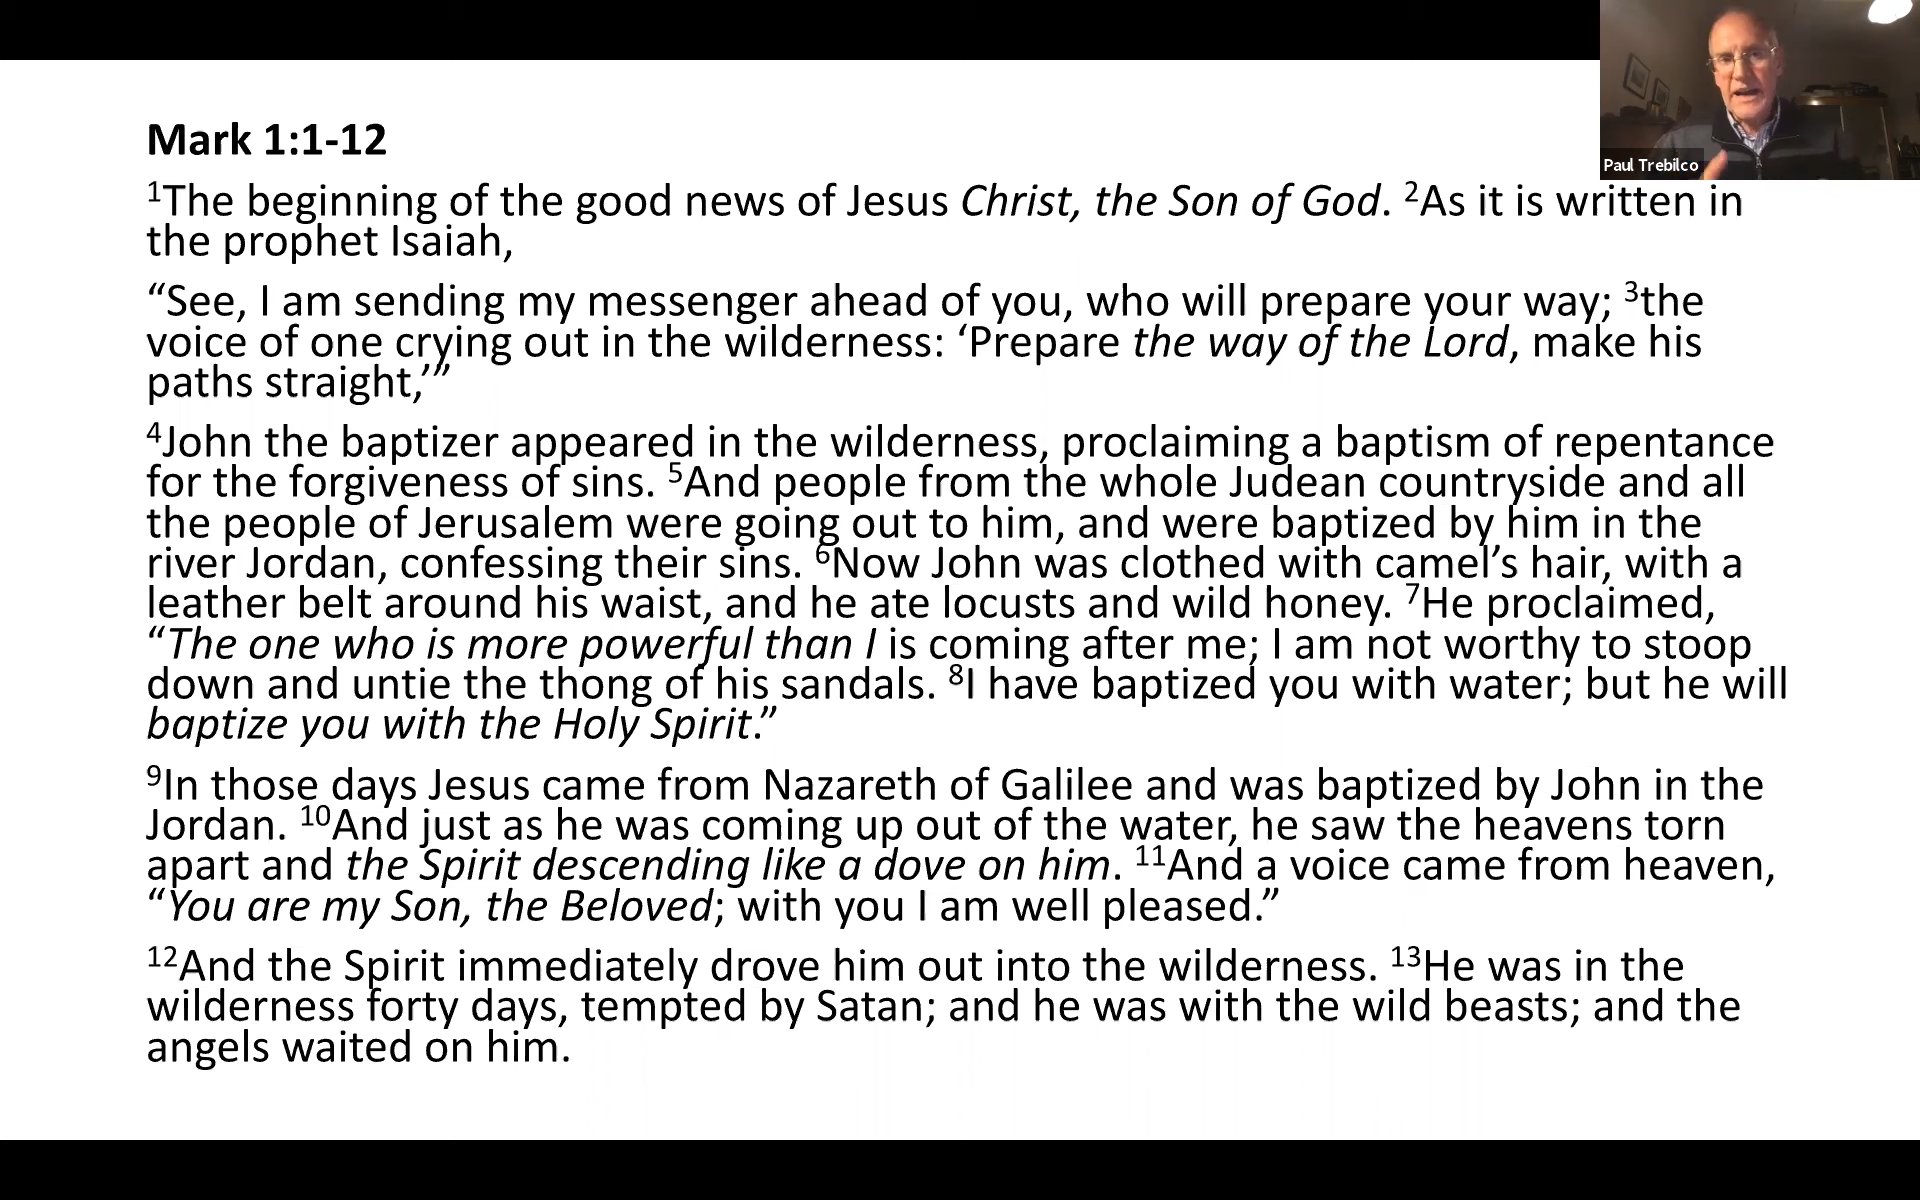 Paul Trebilco
Mark 1:1-12
¹The beginning of the good news of Jesus Christ, the Son of God. ²As it is written in
the prophet Isaiah,
“See, I am sending my messenger ahead of you, who will prepare your way; ³the
voice of one crying out in the wilderness: ‘Prepare the way of the Lord, make his
paths straight,’”
⁴John the baptizer appeared in the wilderness, proclaiming a baptism of repentance
for the forgiveness of sins. ⁵And people from the whole Judean countryside and all
the people of Jerusalem were going out to him, and were baptized by him in the
river Jordan, confessing their sins. ⁶Now John was clothed with camel’s hair, with a
leather belt around his waist, and he ate locusts and wild honey. ⁷He proclaimed,
“The one who is more powerful than I is coming after me; I am not worthy to stoop
down and untie the thong of his sandals. ⁸I have baptized you with water; but he will
baptize you with the Holy Spirit.”
⁹In those days Jesus came from Nazareth of Galilee and was baptized by John in the
Jordan. ¹⁰And just as he was coming up out of the water, he saw the heavens torn
apart and the Spirit descending like a dove on him. ¹¹And a voice came from heaven,
“You are my Son, the Beloved; with you I am well pleased.”
¹²And the Spirit immediately drove him out into the wilderness. ¹³He was in the
wilderness forty days, tempted by Satan; and he was with the wild beasts; and the
angels waited on him.